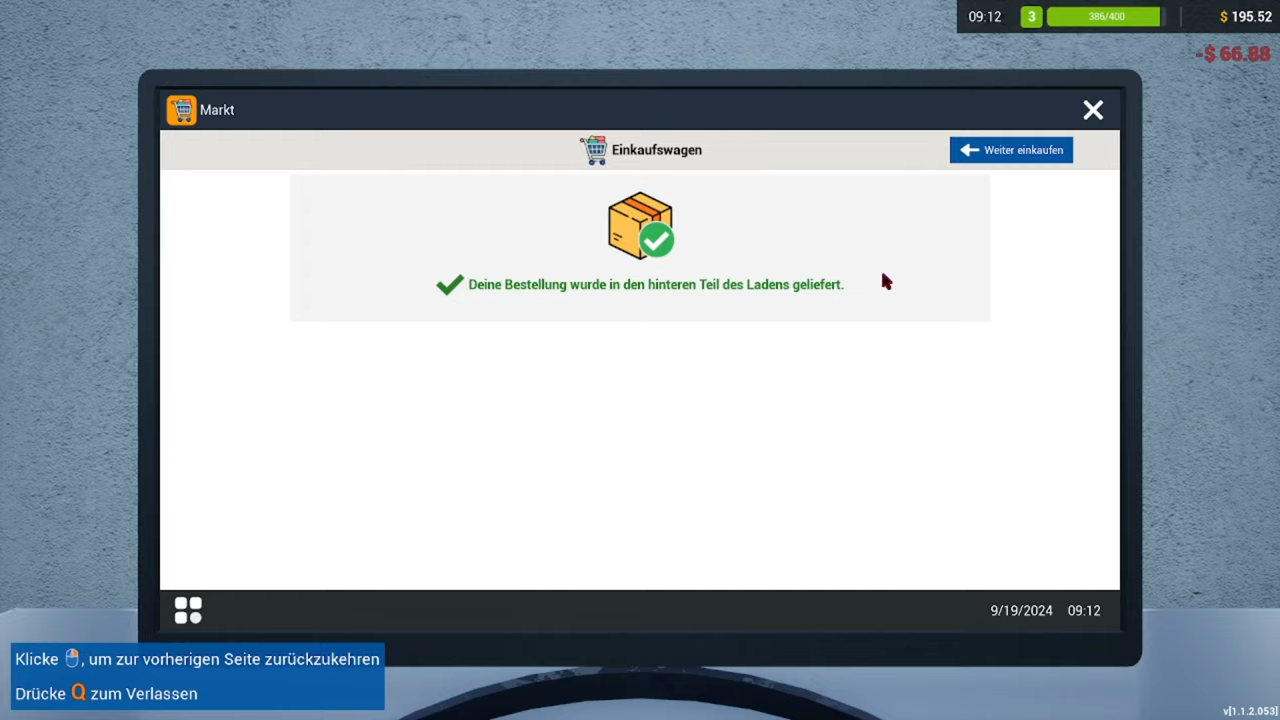 09:12 3 386/400 $ 195.52
-$ 66.88
Markt
Einkaufswagen
Weiter einkaufen
Deine Bestellung wurde in den hinteren Teil des Ladens geliefert.
9/19/2024 09:12
Klicke , um zur vorherigen Seite zurückzukehren
Drücke Q zum Verlassen
v[1.1.2.053]